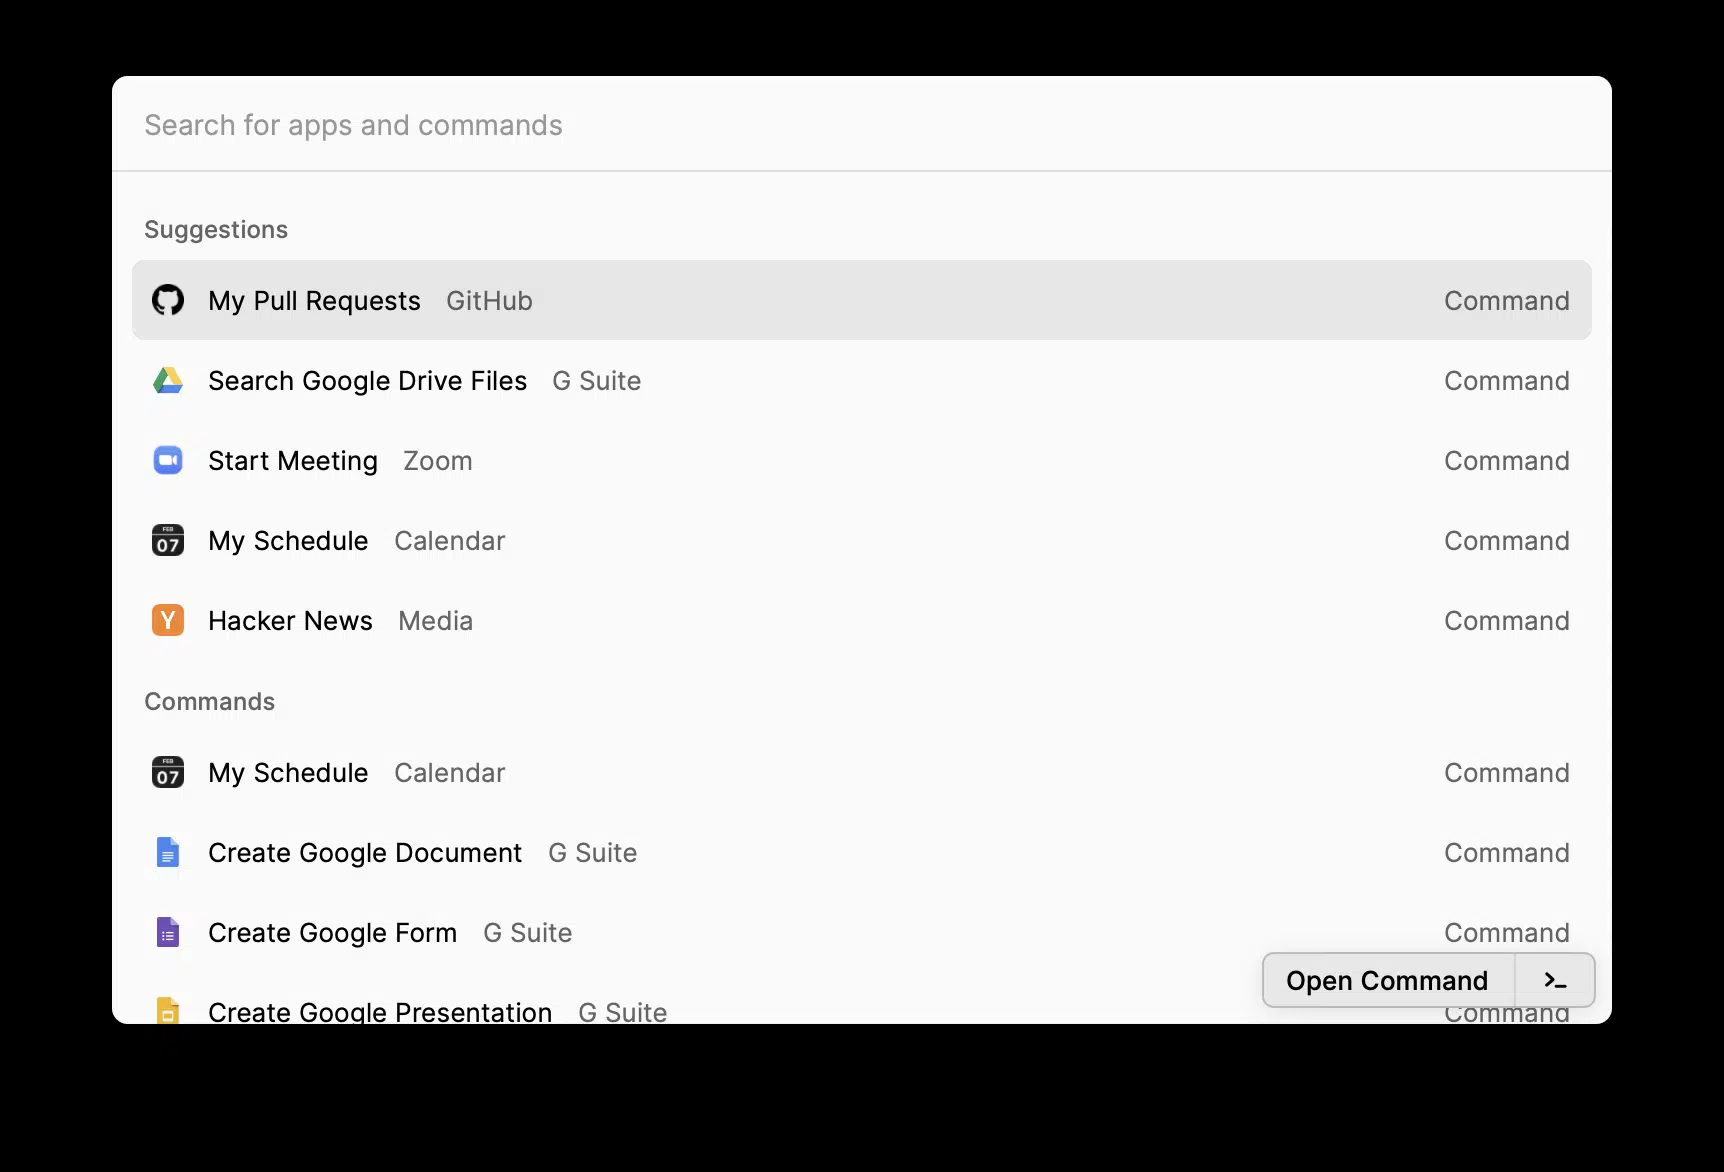 Search for apps and commands
Suggestions
My Pull Requests GitHub Command
Search Google Drive Files G Suite Command
Start Meeting Zoom Command
FEB
07
My Schedule Calendar Command
Y
Hacker News Media Command
Commands
FEB
07
My Schedule Calendar Command
Create Google Document G Suite Command
Create Google Form G Suite Command
Open Command >_
Create Google Presentation G Suite Command